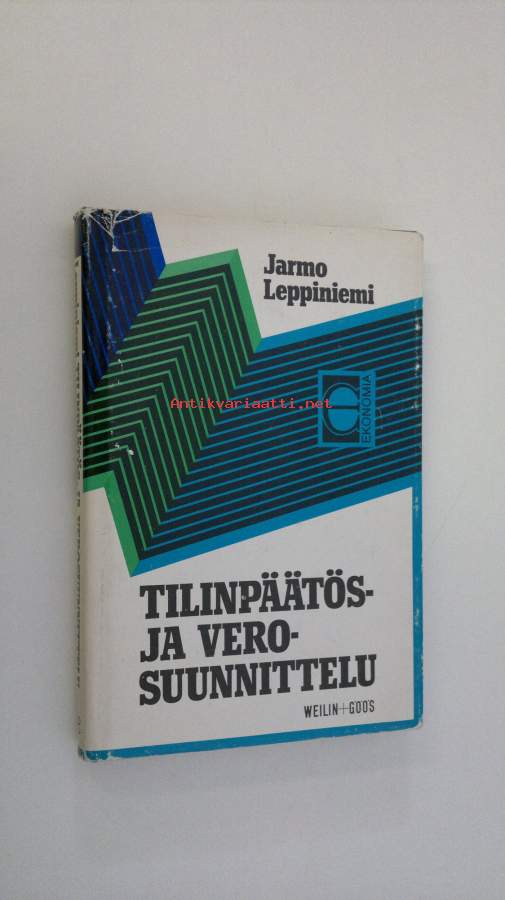 Jarmo
Leppiniemi
EKONOMIA
Antikvariaatti.net
TILINPÄÄTÖS-
JA VERO-
SUUNNITTELU
WEILIN+GÖÖS